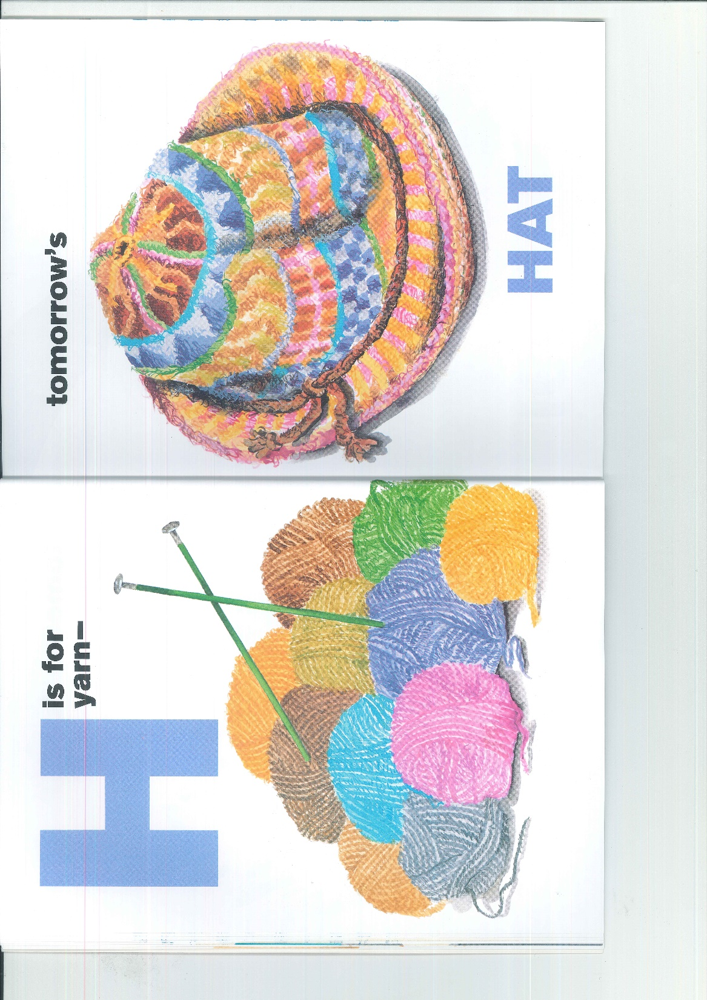 H
is for
yarn–
tomorrow's
HAT